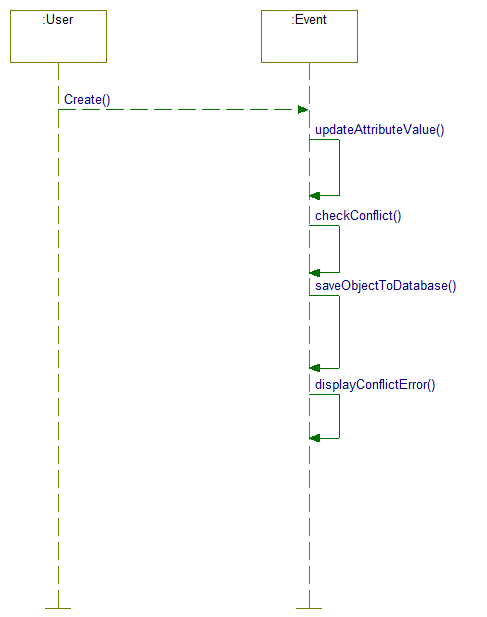 :User
:Event
Create()
updateAttributeValue()
checkConflict()
saveObjectToDatabase()
displayConflictError()